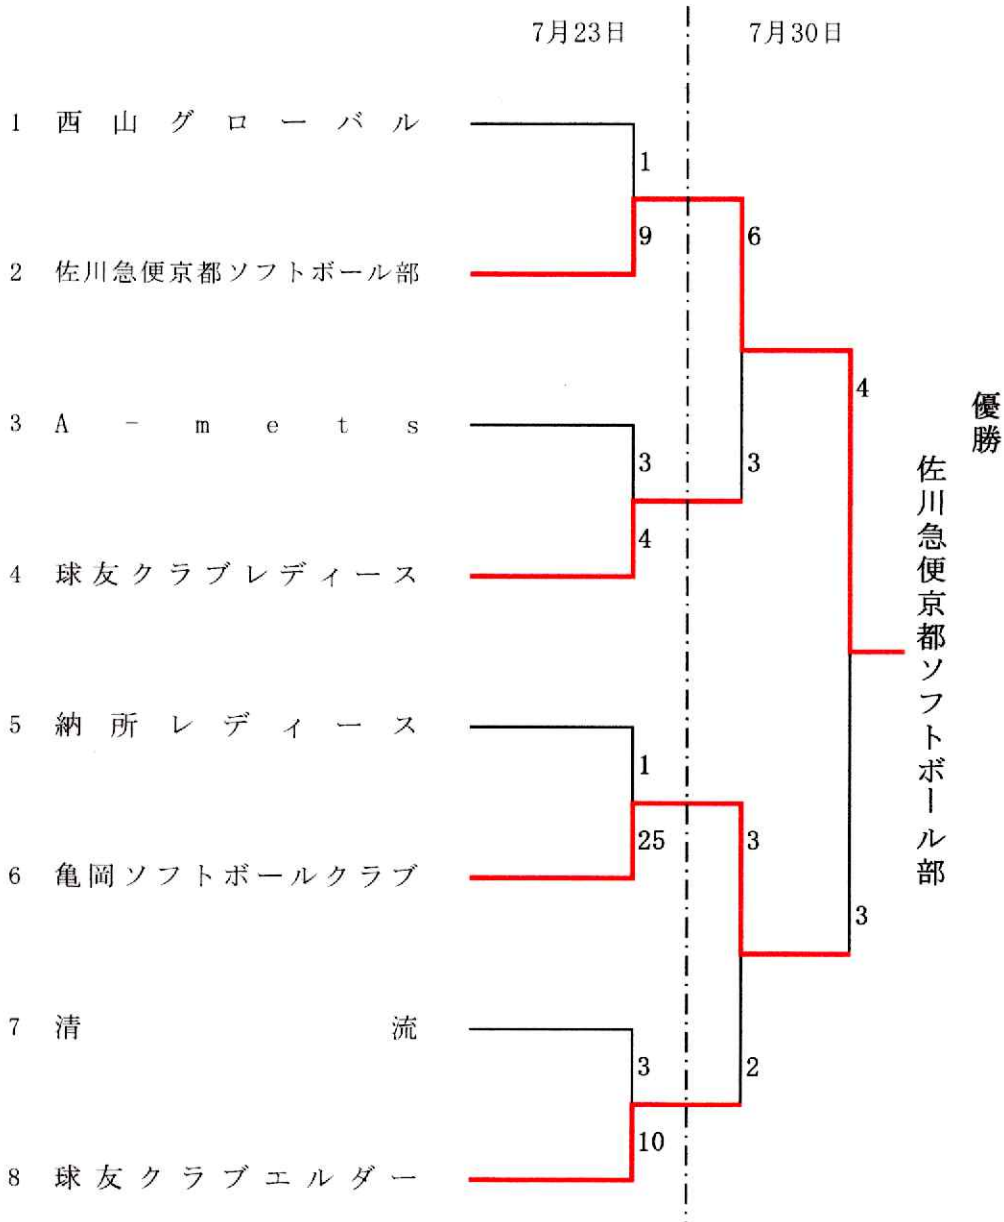 7月23日 7月30日
1 西山グローバル
1
9
6
2 佐川急便京都ソフトボール部
4
優勝
3 A-mets
3
3
佐川急便京都ソフトボール部
4
4 球友クラブレディース
5 納所レディース
1
25
3
6 亀岡ソフトボールクラブ
3
7 清流
3
2
10
8 球友クラブエルダー